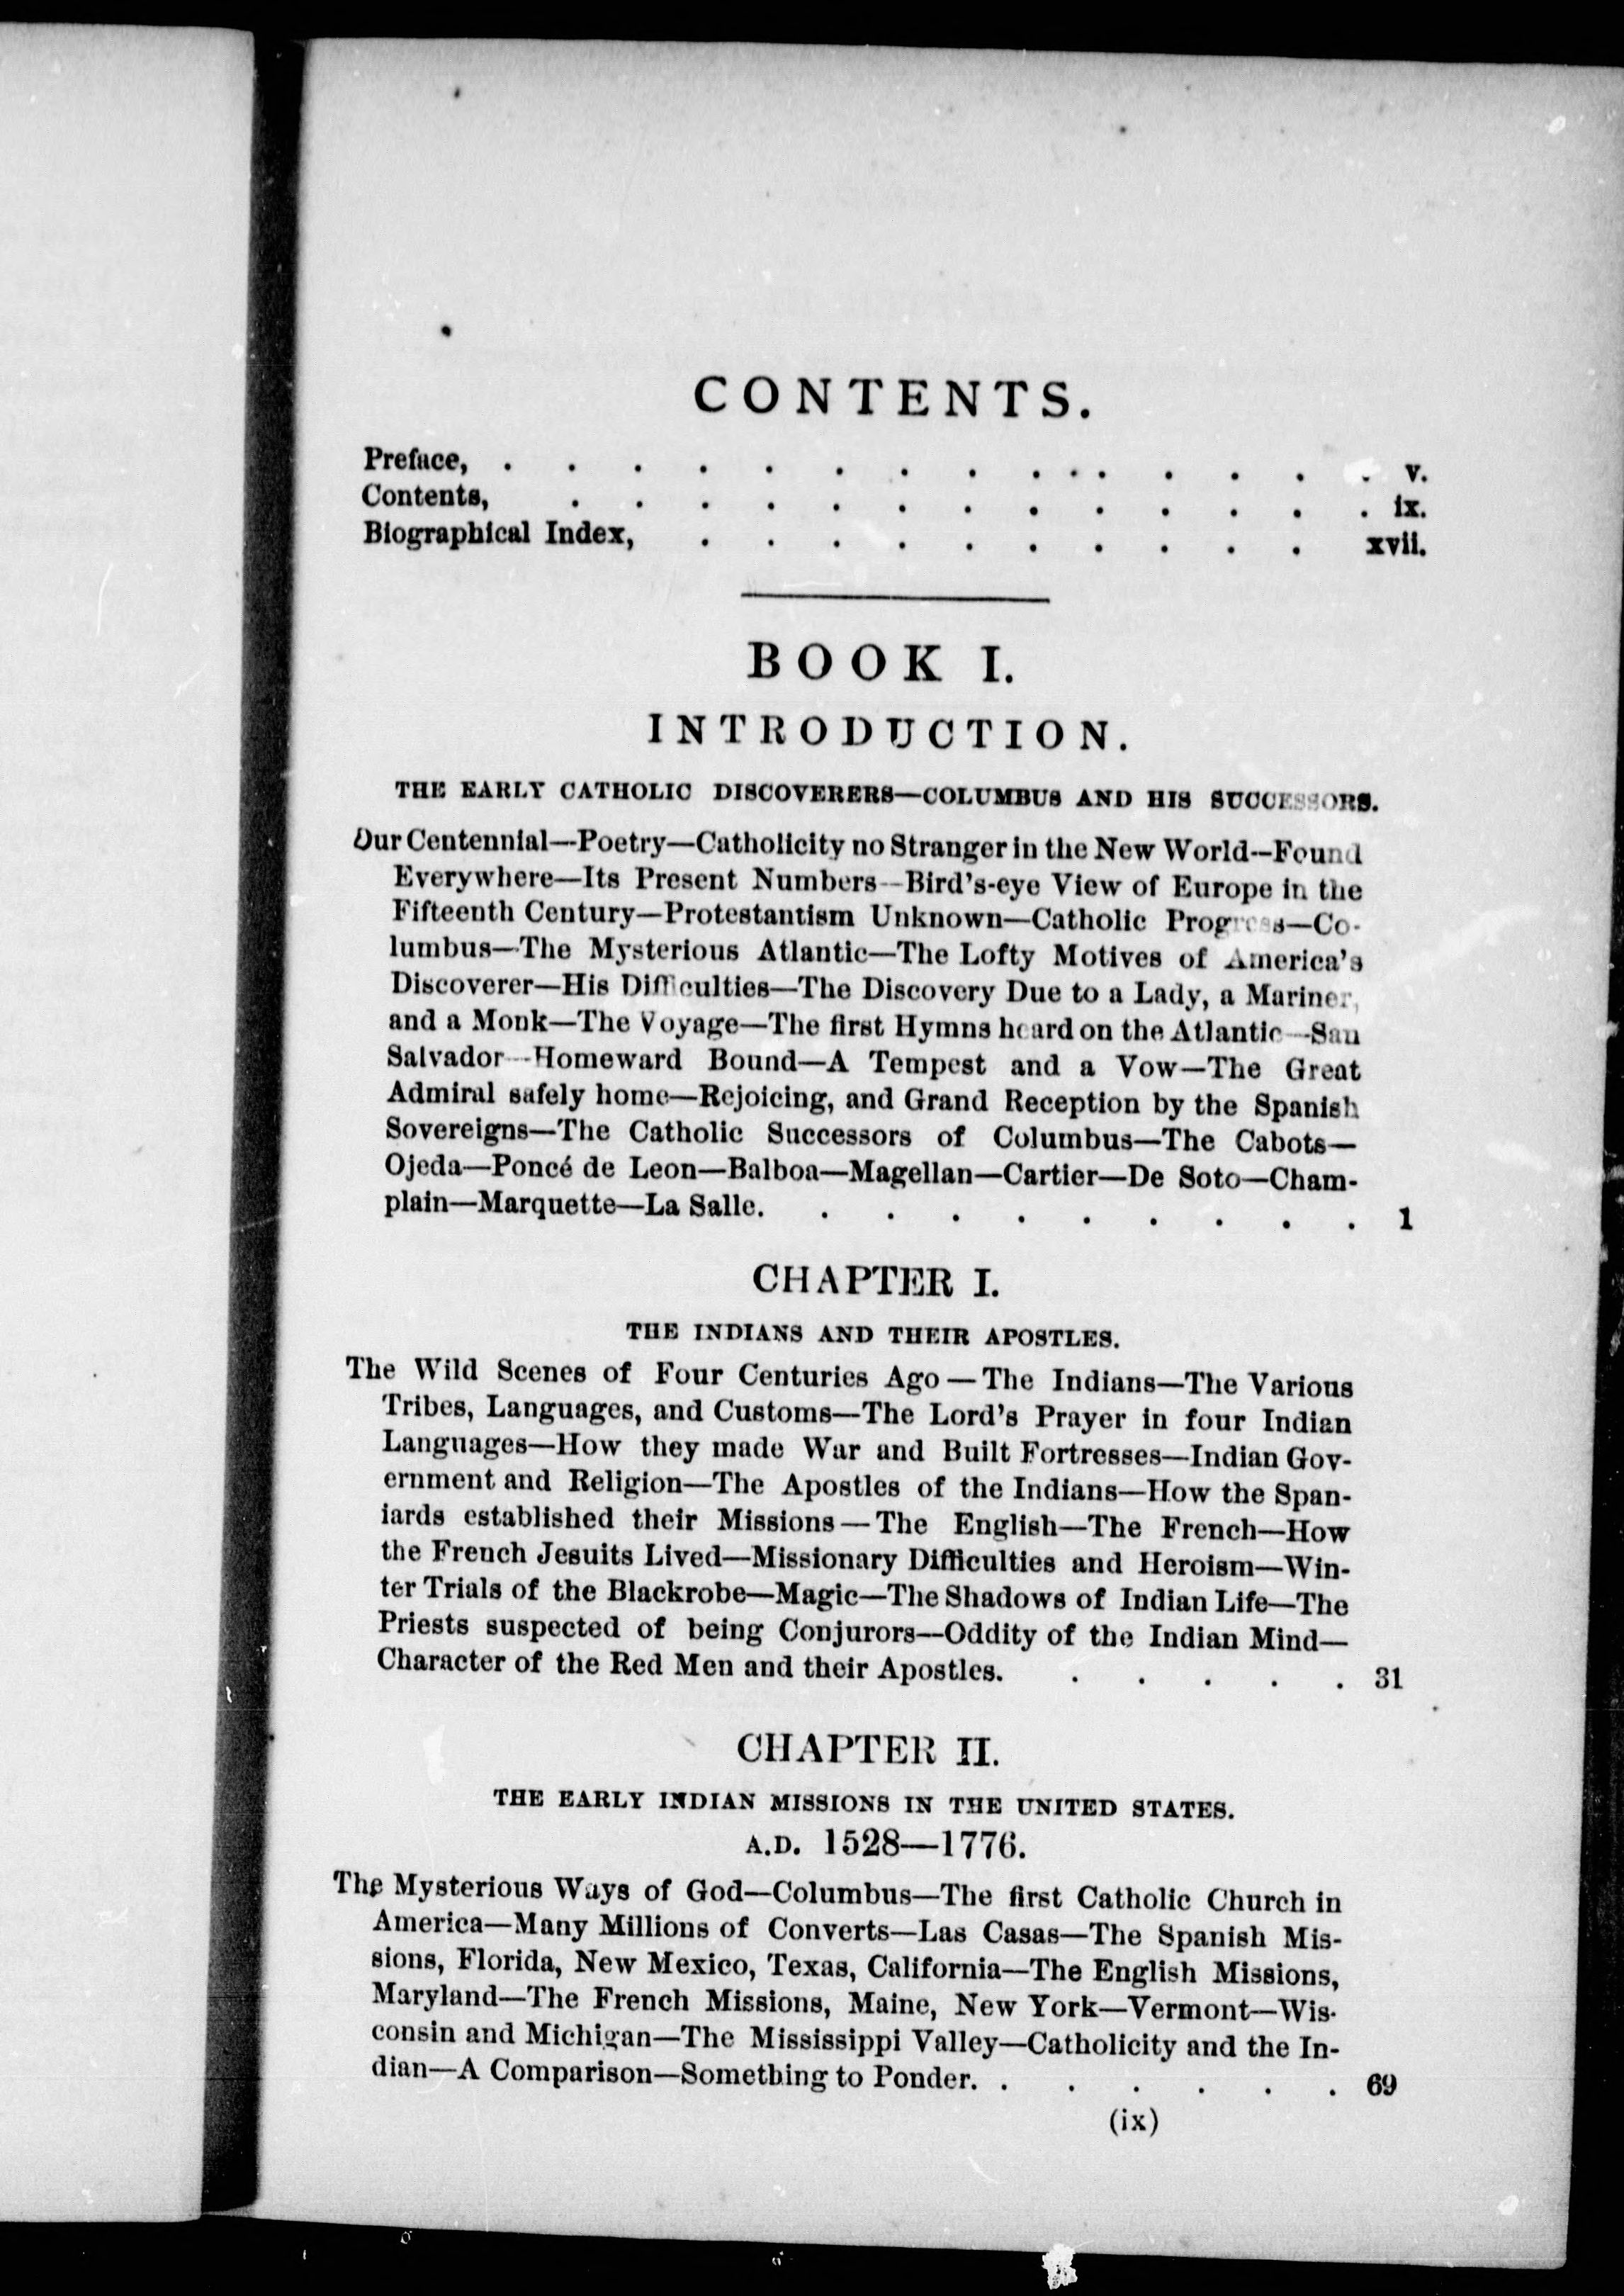 CONTENTS.
Preface, . . . . . . . . . . . . . . v.
Contents, . . . . . . . . . . . . . ix.
Biographical Index, . . . . . . . . . . xvii.
BOOK I.
INTRODUCTION.
THE EARLY CATHOLIC DISCOVERERS—COLUMBUS AND HIS SUCCESSORS.
Our Centennial—Poetry—Catholicity no Stranger in the New World—Found
Everywhere—Its Present Numbers—Bird's-eye View of Europe in the
Fifteenth Century—Protestantism Unknown—Catholic Progress—Co-
lumbus—The Mysterious Atlantic—The Lofty Motives of America's
Discoverer—His Difficulties—The Discovery Due to a Lady, a Mariner,
and a Monk—The Voyage—The first Hymns heard on the Atlantic—San
Salvador—Homeward Bound—A Tempest and a Vow—The Great
Admiral safely home—Rejoicing, and Grand Reception by the Spanish
Sovereigns—The Catholic Successors of Columbus—The Cabots—
Ojeda—Poncé de Leon—Balboa—Magellan—Cartier—De Soto—Cham-
plain—Marquette—La Salle. . . . . . . . . . 1
CHAPTER I.
THE INDIANS AND THEIR APOSTLES.
The Wild Scenes of Four Centuries Ago — The Indians—The Various
Tribes, Languages, and Customs—The Lord's Prayer in four Indian
Languages—How they made War and Built Fortresses—Indian Gov-
ernment and Religion—The Apostles of the Indians—How the Span-
iards established their Missions — The English—The French—How
the French Jesuits Lived—Missionary Difficulties and Heroism—Win-
ter Trials of the Blackrobe—Magic—The Shadows of Indian Life—The
Priests suspected of being Conjurors—Oddity of the Indian Mind—
Character of the Red Men and their Apostles. . . . . . 31
CHAPTER II.
THE EARLY INDIAN MISSIONS IN THE UNITED STATES.
A.D. 1528—1776.
The Mysterious Ways of God—Columbus—The first Catholic Church in
America—Many Millions of Converts—Las Casas—The Spanish Mis-
sions, Florida, New Mexico, Texas, California—The English Missions,
Maryland—The French Missions, Maine, New York—Vermont—Wis-
consin and Michigan—The Mississippi Valley—Catholicity and the In-
dian—A Comparison—Something to Ponder. . . . . . . 69
(ix)